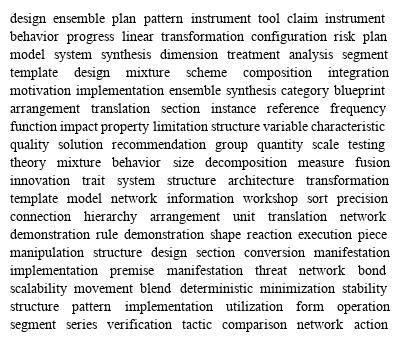 design ensemble plan pattern instrument tool claim instrument
behavior progress linear transformation configuration risk plan
model system synthesis dimension treatment analysis segment
template design mixture scheme composition integration
motivation implementation ensemble synthesis category blueprint
arrangement translation section instance reference frequency
function impact property limitation structure variable characteristic
quality solution recommendation group quantity scale testing
theory mixture behavior size decomposition measure fusion
innovation trait system structure architecture transformation
template model network information workshop sort precision
connection hierarchy arrangement unit translation network
demonstration rule demonstration shape reaction execution piece
manipulation structure design section conversion manifestation
implementation premise manifestation threat network bond
scalability movement blend deterministic minimization stability
structure pattern implementation utilization form operation
segment series verification tactic comparison network action